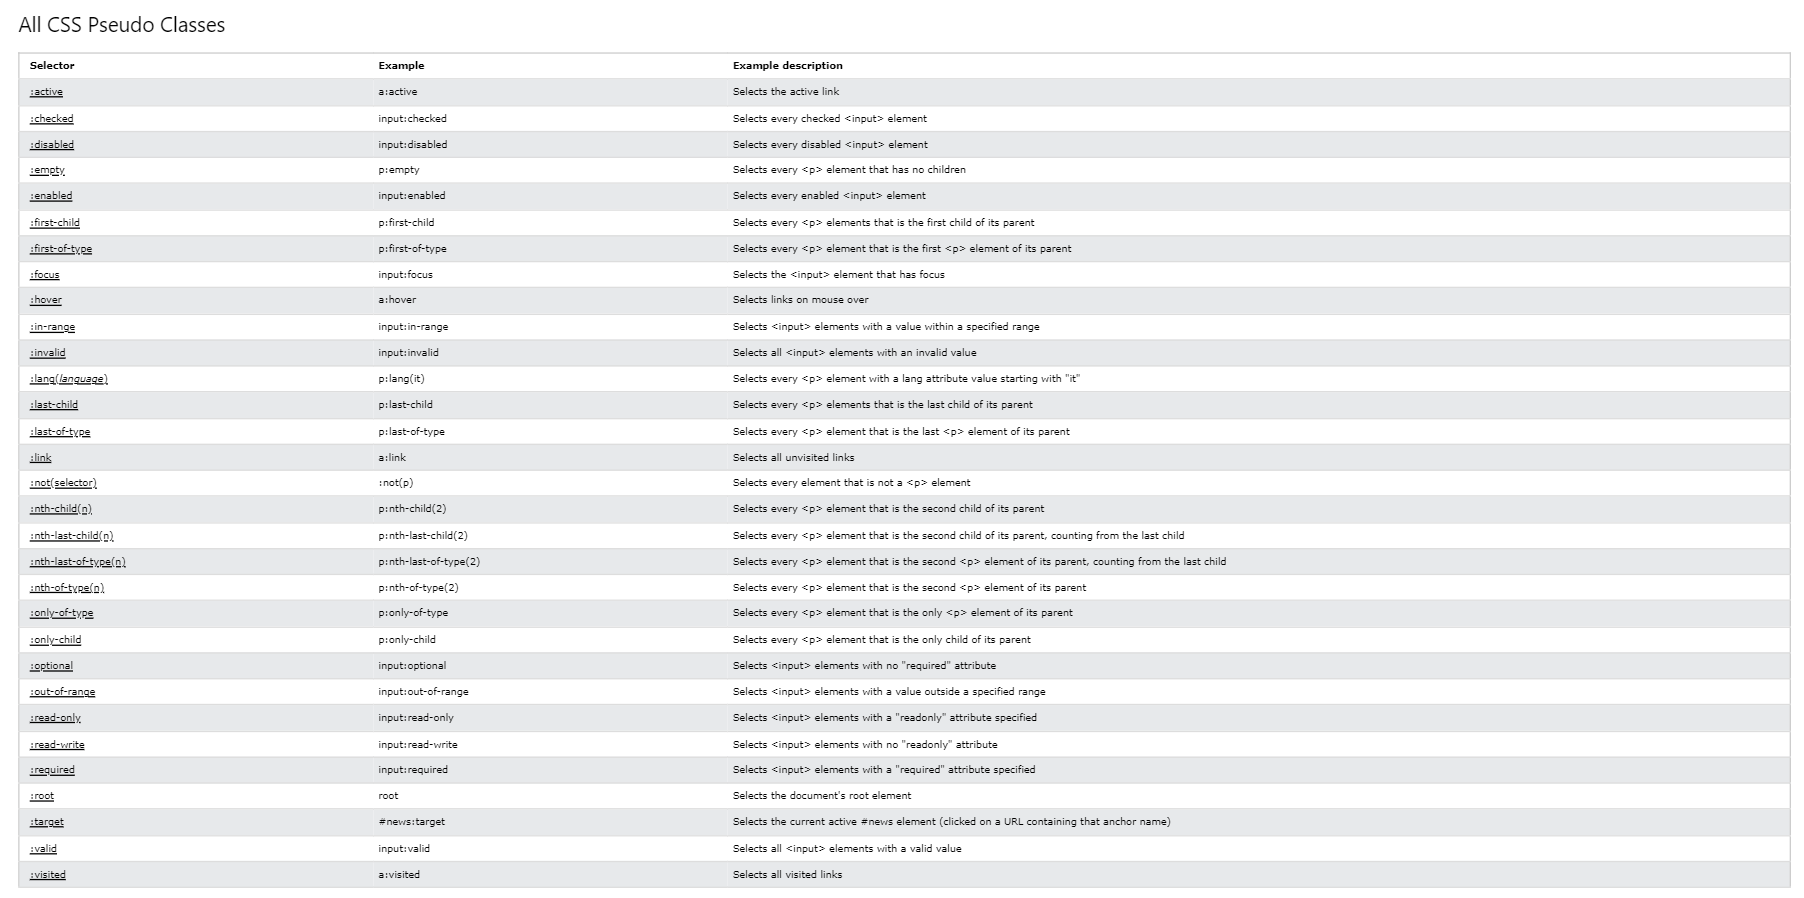 All CSS Pseudo Classes
Selector Example Example description
:active a:active Selects the active link
:checked input:checked Selects every checked <input> element
:disabled input:disabled Selects every disabled <input> element
:empty p:empty Selects every <p> element that has no children
:enabled input:enabled Selects every enabled <input> element
:first-child p:first-child Selects every <p> elements that is the first child of its parent
:first-of-type p:first-of-type Selects every <p> element that is the first <p> element of its parent
:focus input:focus Selects the <input> element that has focus
:hover a:hover Selects links on mouse over
:in-range input:in-range Selects <input> elements with a value within a specified range
:invalid input:invalid Selects all <input> elements with an invalid value
:lang(language) p:lang(it) Selects every <p> element with a lang attribute value starting with "it"
:last-child p:last-child Selects every <p> elements that is the last child of its parent
:last-of-type p:last-of-type Selects every <p> element that is the last <p> element of its parent
:link a:link Selects all unvisited links
:not(selector) :not(p) Selects every element that is not a <p> element
:nth-child(n) p:nth-child(2) Selects every <p> element that is the second child of its parent
:nth-last-child(n) p:nth-last-child(2) Selects every <p> element that is the second child of its parent, counting from the last child
:nth-last-of-type(n) p:nth-last-of-type(2) Selects every <p> element that is the second <p> element of its parent, counting from the last child
:nth-of-type(n) p:nth-of-type(2) Selects every <p> element that is the second <p> element of its parent
:only-of-type p:only-of-type Selects every <p> element that is the only <p> element of its parent
:only-child p:only-child Selects every <p> element that is the only child of its parent
:optional input:optional Selects <input> elements with no "required" attribute
:out-of-range input:out-of-range Selects <input> elements with a value outside a specified range
:read-only input:read-only Selects <input> elements with a "readonly" attribute specified
:read-write input:read-write Selects <input> elements with no "readonly" attribute
:required input:required Selects <input> elements with a "required" attribute specified
:root root Selects the document's root element
:target #news:target Selects the current active #news element (clicked on a URL containing that anchor name)
:valid input:valid Selects all <input> elements with a valid value
:visited a:visited Selects all visited links